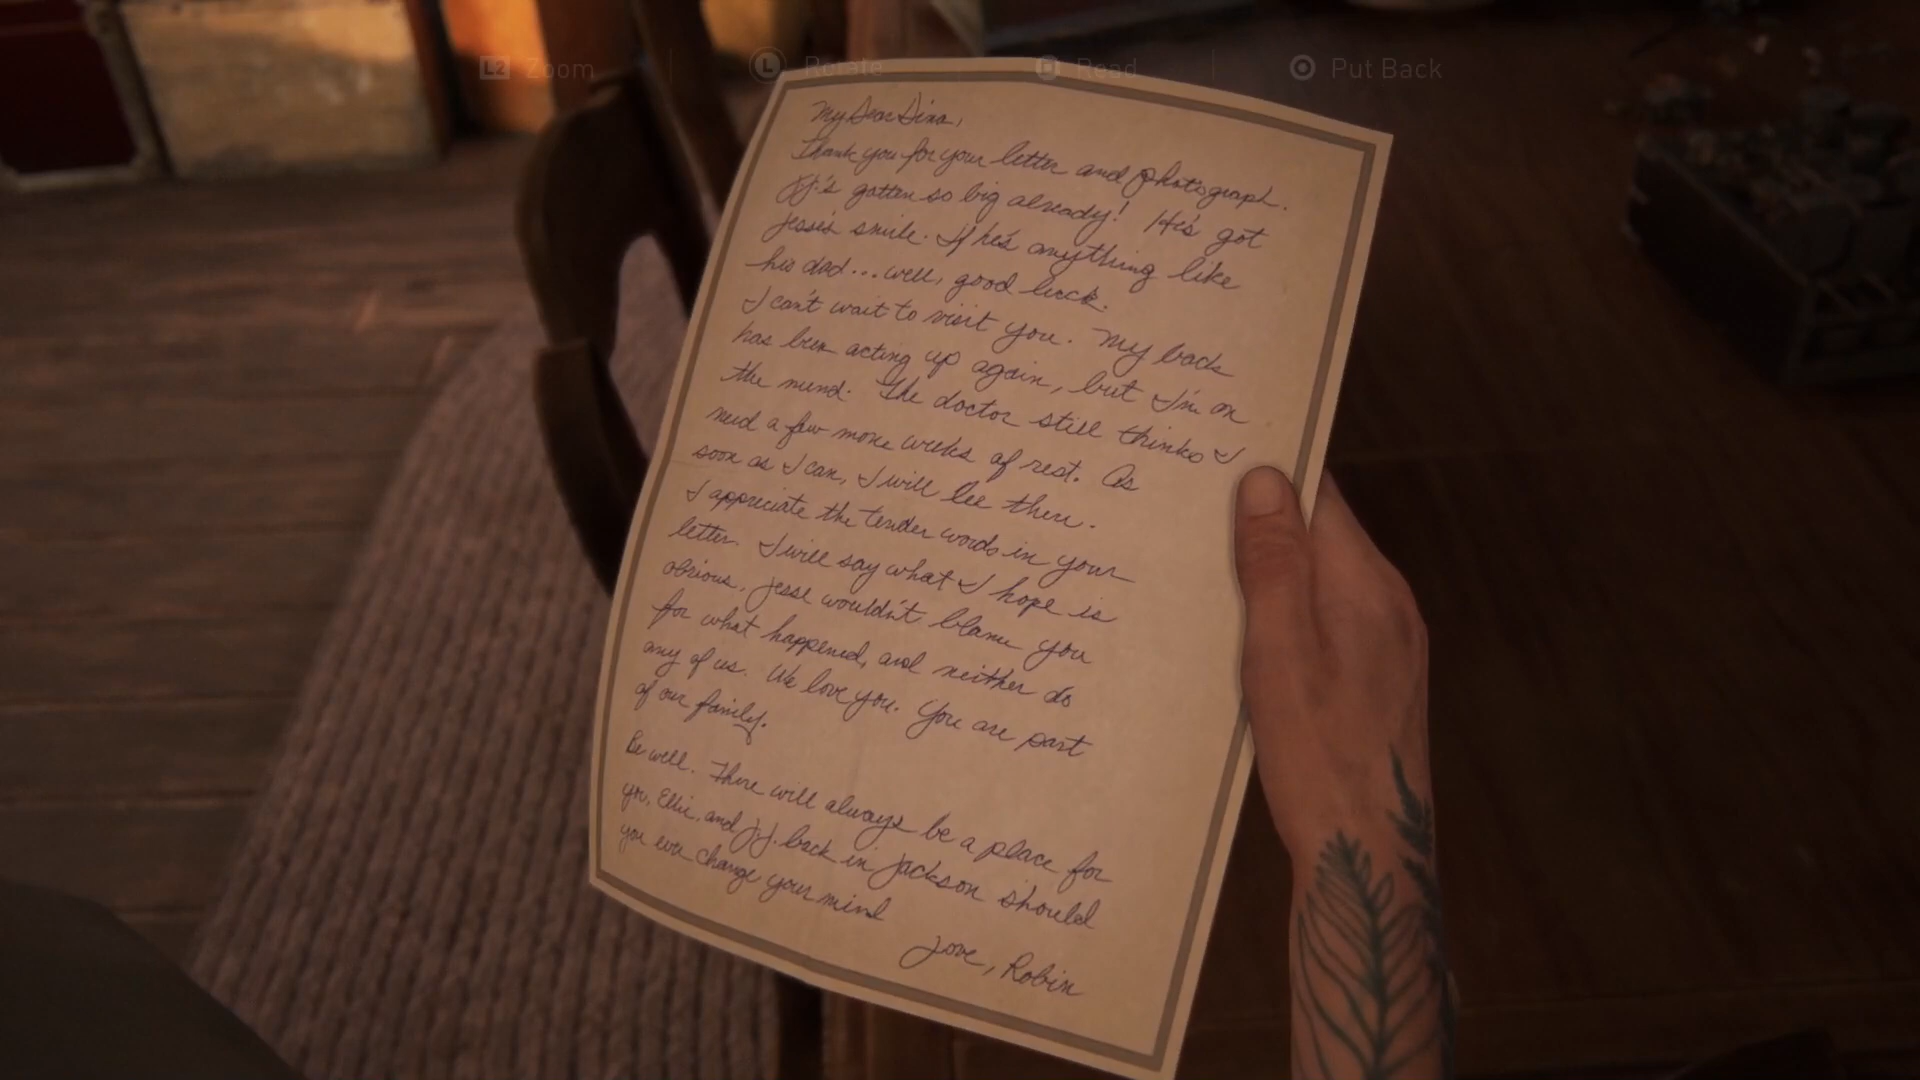 L2 Zoom
L Rotate
Read
Put Back
My Dear Dina,
Thank you for your letter and photograph.
JJ's gotten so big already! He's got
Jesse's smile. If he's anything like
his dad... well, good luck.
I can't wait to visit you. My back
has been acting up again, but I'm on
the mend. The doctor still thinks I
need a few more weeks of rest. As
soon as I can, I will be there.
I appreciate the tender words in your
letter. I will say what I hope is
obvious, Jesse wouldn't blame you
for what happened, and neither do
any of us. We love you. You are part
of our family.
Be well. There will always be a place for
you, Ellie, and J.J. back in Jackson should
you ever change your mind
Love, Robin